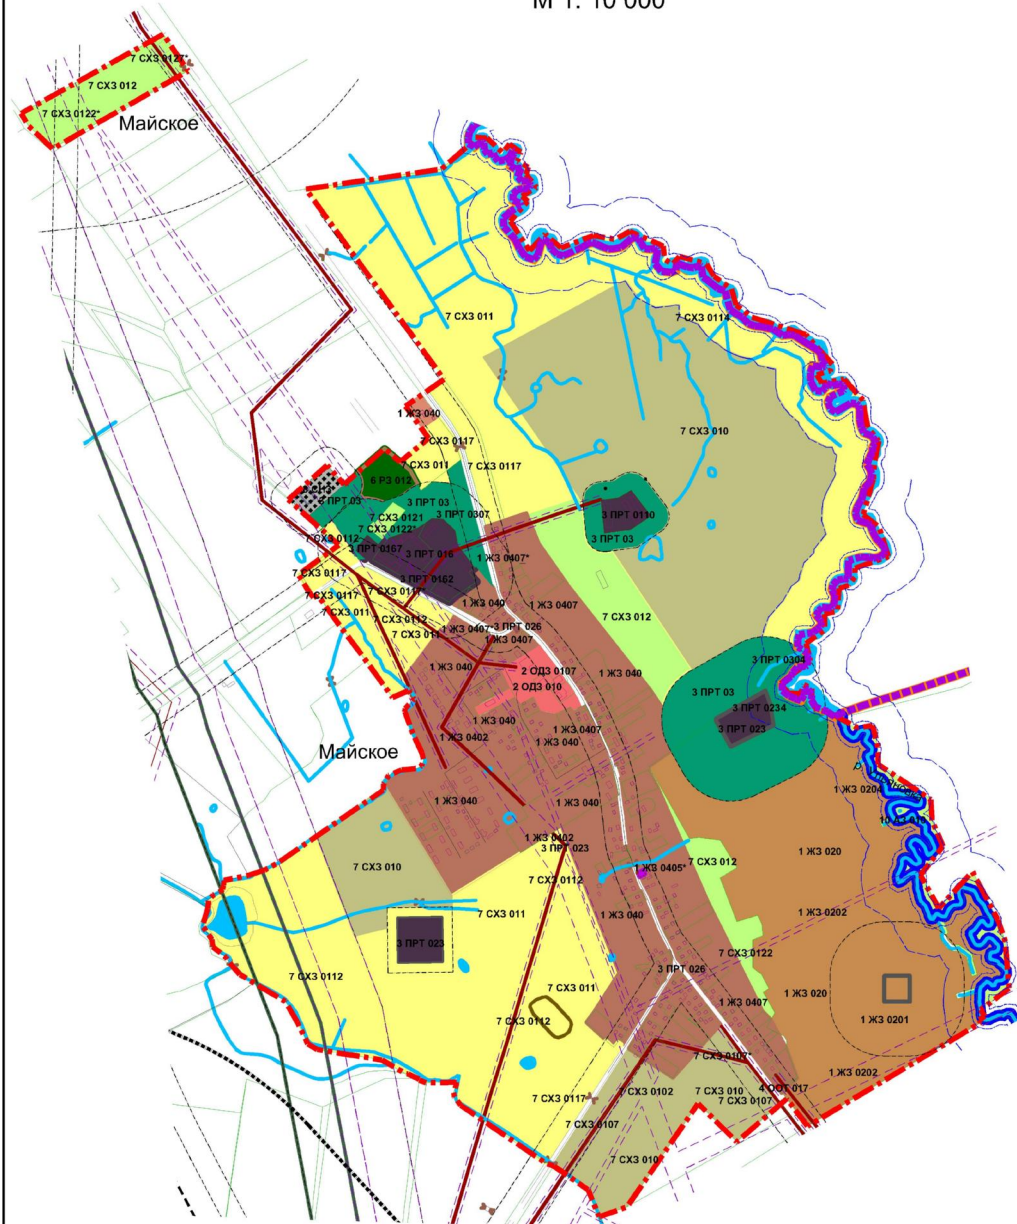 М 1: 10 000
7 СХЗ 0127*
7 СХЗ 012
7 СХЗ 0122*
Майское
7 СХЗ 011
7 СХЗ 0114
1 ЖЗ 040
7 СХЗ 0117
7 СХЗ 010
7 СХЗ 011
7 СХЗ 0117
6 РЗ 012
3 ПРТ 03
3 ПРТ 03
3 ПРТ 0307
7 СХЗ 0121
7 СХЗ 0122*
3 ПРТ 0110
7 СХЗ 0112
3 ПРТ 03
3 ПРТ 0167
3 ПРТ 016
1 ЖЗ 0407*
7 СХЗ 0117
3 ПРТ 0162
7 СХЗ 0117*
7 СХЗ 0117
1 ЖЗ 040
1 ЖЗ 0407
7 СХЗ 011
7 СХЗ 0112
7 СХЗ 012
1 ЖЗ 0407
3 ПРТ 026
7 СХЗ 011
1 ЖЗ 0407
3 ПРТ 0304
1 ЖЗ 040
2 ОДЗ 0107
1 ЖЗ 040
2 ОДЗ 010
3 ПРТ 03
3 ПРТ 0234
1 ЖЗ 040
1 ЖЗ 0407
3 ПРТ 023
1 ЖЗ 0402
1 ЖЗ 040
Майское
1 ЖЗ 0204
1 ЖЗ 040
1 ЖЗ 040
1 ЖЗ 0402
3 ПРТ 023
1 ЖЗ 020
7 СХЗ 010
7 СХЗ 012
1 ЖЗ 0405*
7 СХЗ 0112
7 СХЗ 011
1 ЖЗ 040
1 ЖЗ 0202
3 ПРТ 023
7 СХЗ 0122
3 ПРТ 026
7 СХЗ 0112
7 СХЗ 011
1 ЖЗ 020
1 ЖЗ 0407
7 СХЗ 0112
1 ЖЗ 0201
7 СХЗ 0107*
1 ЖЗ 0202
4 ООТ 017
7 СХЗ 0117
7 СХЗ 0102
7 СХЗ 010
7 СХЗ 0107
7 СХЗ 0107
7 СХЗ 010